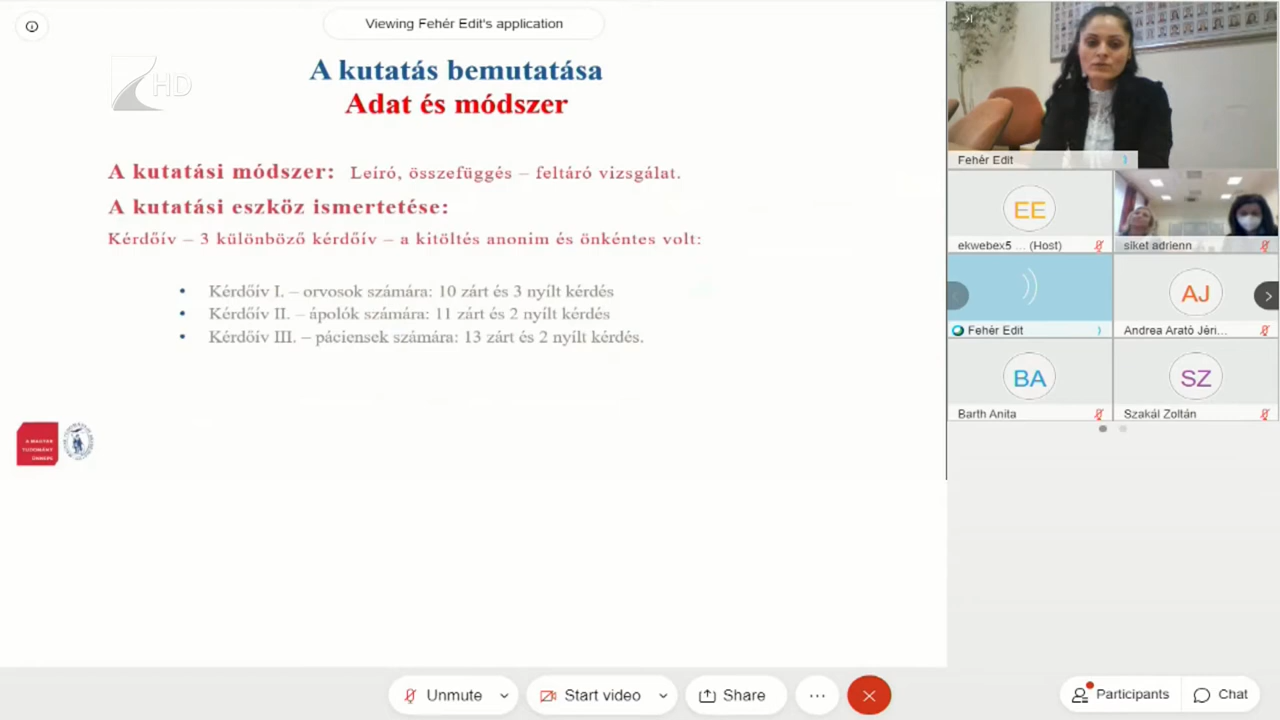 Viewing Fehér Edit's application
HD
A kutatás bemutatása
Adat és módszer
A kutatási módszer: Leíró, összefüggés – feltáró vizsgálat.
A kutatási eszköz ismertetése:
Kérdőív – 3 különböző kérdőív – a kitöltés anonim és önkéntes volt:
• Kérdőív I. – orvosok számára: 10 zárt és 3 nyílt kérdés
• Kérdőív II. – ápolók számára: 11 zárt és 2 nyílt kérdés
• Kérdőív III. – páciensek számára: 13 zárt és 2 nyílt kérdés.
A MAGYAR
TUDOMÁNY
ÜNNEPE
Fehér Edit
EE
ekwebex5 ... (Host)
siket adrienn
Fehér Edit
AJ
Andrea Arató Jéri...
BA
Barth Anita
SZ
Szakál Zoltán
Unmute
Start video
Share
Participants
Chat